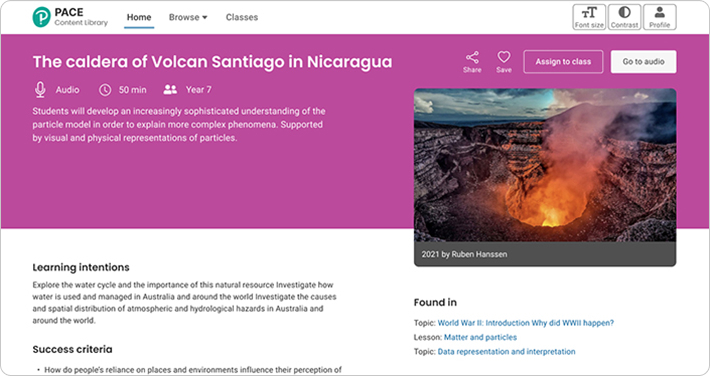 PACE
Content Library
Home
Browse
Classes
Font size
Contrast
Profile
The caldera of Volcan Santiago in Nicaragua
Share
Save
Assign to class
Go to audio
Audio
50 min
Year 7
Students will develop an increasingly sophisticated understanding of the
particle model in order to explain more complex phenomena. Supported
by visual and physical representations of particles.
2021 by Ruben Hanssen
Learning intentions
Explore the water cycle and the importance of this natural resource Investigate how
water is used and managed in Australia and around the world Investigate the causes
and spatial distribution of atmospheric and hydrological hazards in Australia and
around the world.
Success criteria
• How do people's reliance on places and environments influence their perception of
Found in
Topic: World War II: Introduction Why did WWII happen?
Lesson: Matter and particles
Topic: Data representation and interpretation